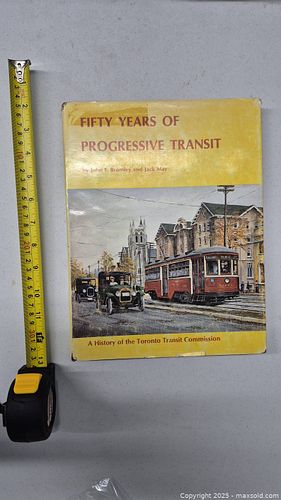 FIFTY YEARS OF
PROGRESSIVE TRANSIT
by John F. Bromley and Jack May
A History of the Toronto Transit Commission
Copyright © 2025 - maxsold.com